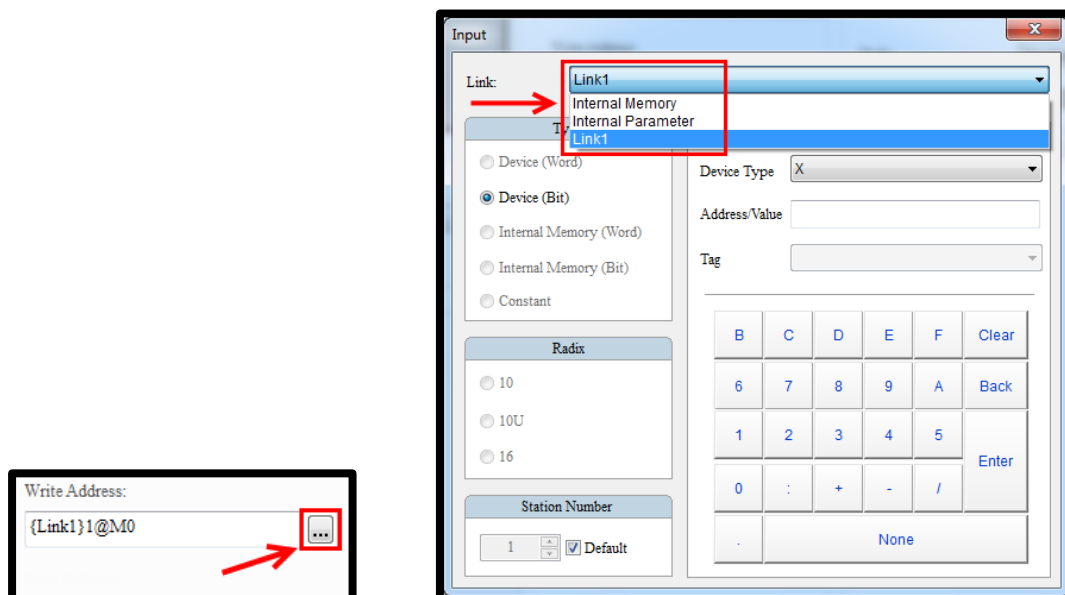 Input
Link:
Link1
Internal Memory
Internal Parameter
Link1
Device (Word)
Device (Bit)
Internal Memory (Word)
Internal Memory (Bit)
Constant
Radix
10
10U
16
Station Number
1
Default
Device Type X
Address/Value
Tag
B C D E F Clear
6 7 8 9 A Back
1 2 3 4 5
Enter
0 : + - /
. None
Write Address:
{Link1}1@M0
...